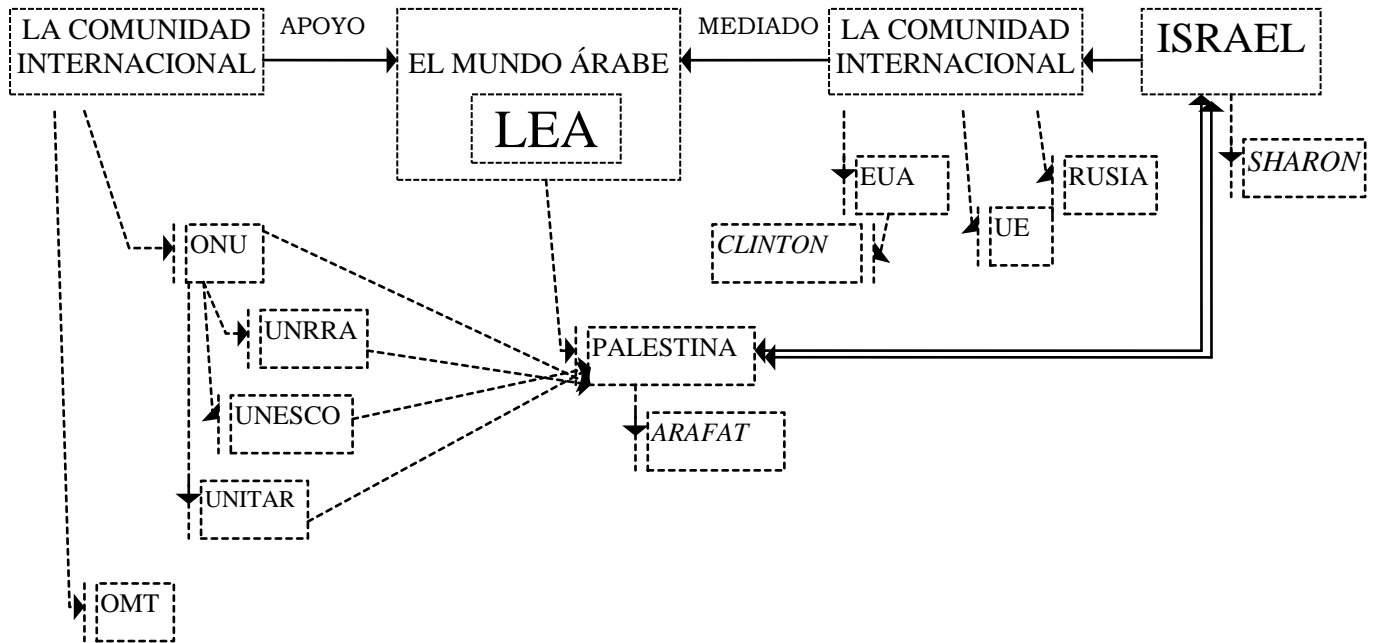 LA COMUNIDAD
INTERNACIONAL
APOYO
EL MUNDO ÁRABE
LEA
MEDIADO
LA COMUNIDAD
INTERNACIONAL
ISRAEL
EUA
RUSIA
SHARON
UE
CLINTON
ONU
UNRRA
PALESTINA
UNESCO
ARAFAT
UNITAR
OMT